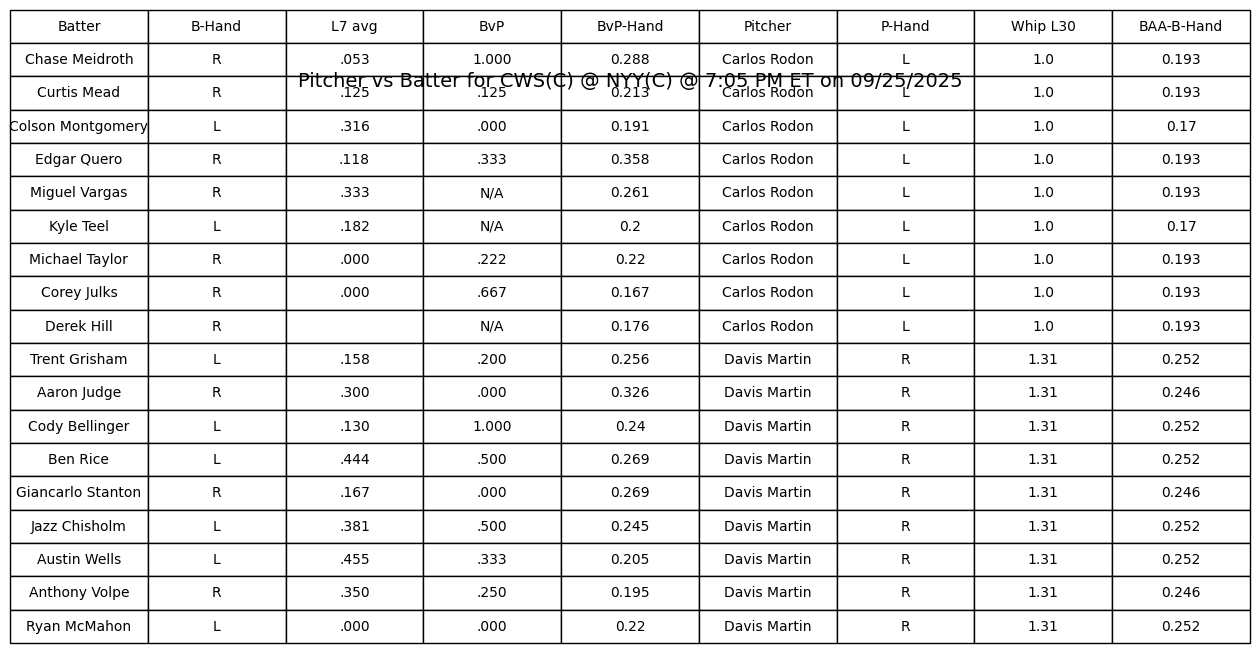 Batter B-Hand L7 avg BvP BvP-Hand Pitcher P-Hand Whip L30 BAA-B-Hand
Chase Meidroth R .053 1.000 0.288 Carlos Rodon L 1.0 0.193
Pitcher vs Batter for CWS(C) @ NYY(C) @ 7:05 PM ET on 09/25/2025
Curtis Mead R .125 .125 0.213 Carlos Rodon L 1.0 0.193
Colson Montgomery L .316 .000 0.191 Carlos Rodon L 1.0 0.17
Edgar Quero R .118 .333 0.358 Carlos Rodon L 1.0 0.193
Miguel Vargas R .333 N/A 0.261 Carlos Rodon L 1.0 0.193
Kyle Teel L .182 N/A 0.2 Carlos Rodon L 1.0 0.17
Michael Taylor R .000 .222 0.22 Carlos Rodon L 1.0 0.193
Corey Julks R .000 .667 0.167 Carlos Rodon L 1.0 0.193
Derek Hill R N/A 0.176 Carlos Rodon L 1.0 0.193
Trent Grisham L .158 .200 0.256 Davis Martin R 1.31 0.252
Aaron Judge R .300 .000 0.326 Davis Martin R 1.31 0.246
Cody Bellinger L .130 1.000 0.24 Davis Martin R 1.31 0.252
Ben Rice L .444 .500 0.269 Davis Martin R 1.31 0.252
Giancarlo Stanton R .167 .000 0.269 Davis Martin R 1.31 0.246
Jazz Chisholm L .381 .500 0.245 Davis Martin R 1.31 0.252
Austin Wells L .455 .333 0.205 Davis Martin R 1.31 0.252
Anthony Volpe R .350 .250 0.195 Davis Martin R 1.31 0.246
Ryan McMahon L .000 .000 0.22 Davis Martin R 1.31 0.252